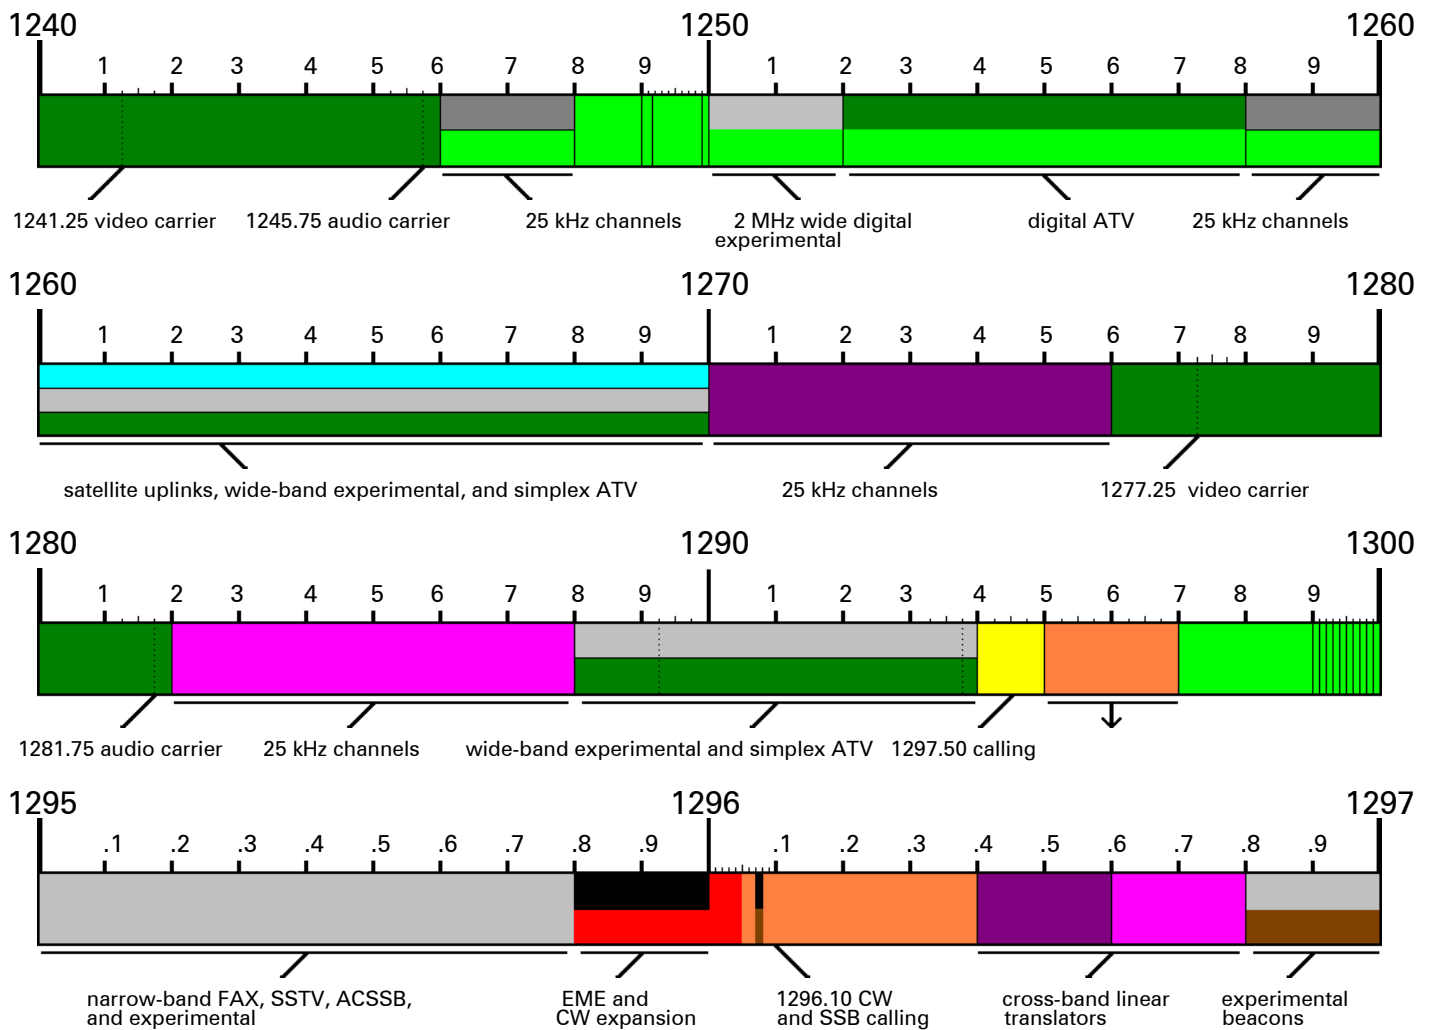 1240 1250 1260
1 2 3 4 5 6 7 8 9 1 2 3 4 5 6 7 8 9
1241.25 video carrier 1245.75 audio carrier 25 kHz channels 2 MHz wide digital digital ATV 25 kHz channels
experimental
1260 1270 1280
1 2 3 4 5 6 7 8 9 1 2 3 4 5 6 7 8 9
satellite uplinks, wide-band experimental, and simplex ATV 25 kHz channels 1277.25 video carrier
1280 1290 1300
1 2 3 4 5 6 7 8 9 1 2 3 4 5 6 7 8 9
1281.75 audio carrier 25 kHz channels wide-band experimental and simplex ATV 1297.50 calling
1295 1296 1297
.1 .2 .3 .4 .5 .6 .7 .8 .9 .1 .2 .3 .4 .5 .6 .7 .8 .9
narrow-band FAX, SSTV, ACSSB, EME and 1296.10 CW cross-band linear experimental
and experimental CW expansion and SSB calling translators beacons